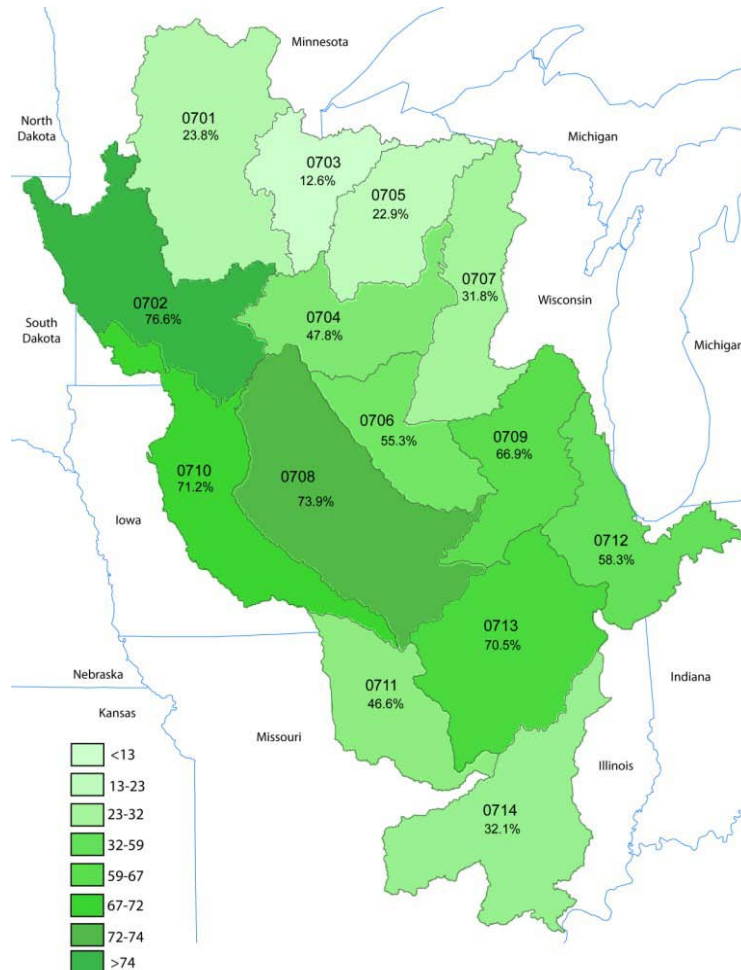 Minnesota
North
Dakota
0701
23.8%
Michigan
0703
12.6%
0705
22.9%
0707
31.8%
Wisconsin
0702
76.6%
0704
47.8%
South
Dakota
Michigan
0706
55.3%
0709
66.9%
0710
71.2%
0708
73.9%
Iowa
0712
58.3%
0713
70.5%
Nebraska
0711
46.6%
Indiana
Kansas
Missouri
Illinois
0714
32.1%
<13
13-23
23-32
32-59
59-67
67-72
72-74
>74